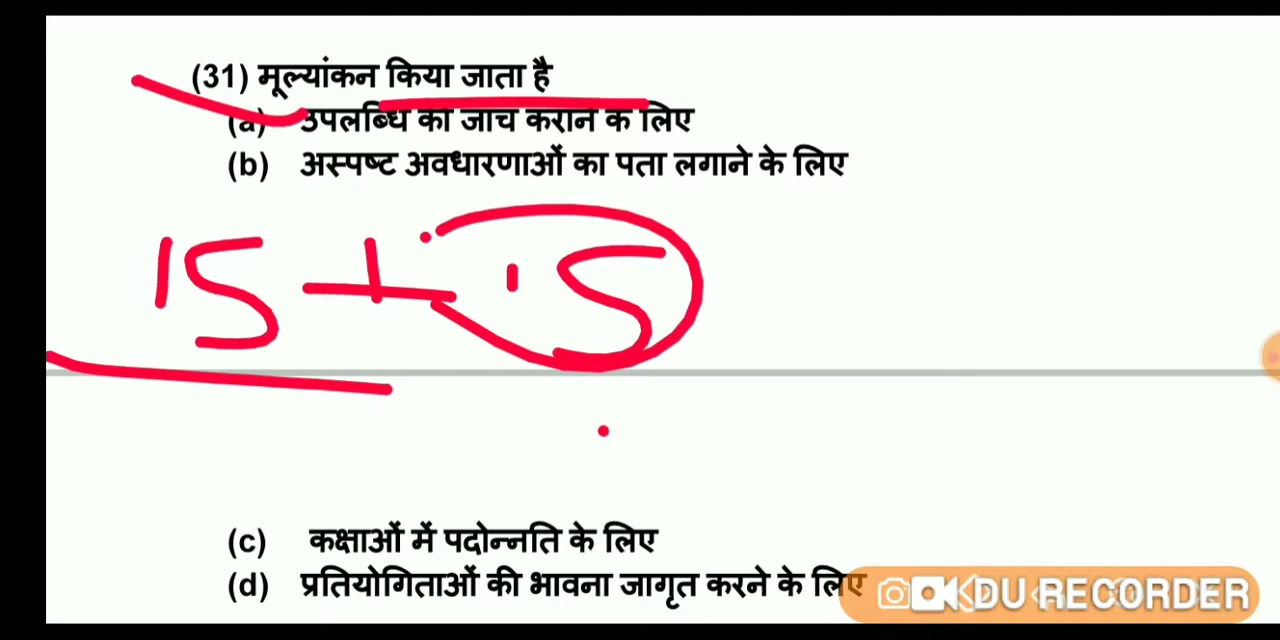 (31) मूल्यांकन किया जाता है
(a) उपलब्धि की जाँच कराने के लिए
(b) अस्पष्ट अवधारणाओं का पता लगाने के लिए
15 + 15
(c) कक्षाओं में पदोन्नति के लिए
(d) प्रतियोगिताओं की भावना जागृत करने के लिए
DU RECORDER